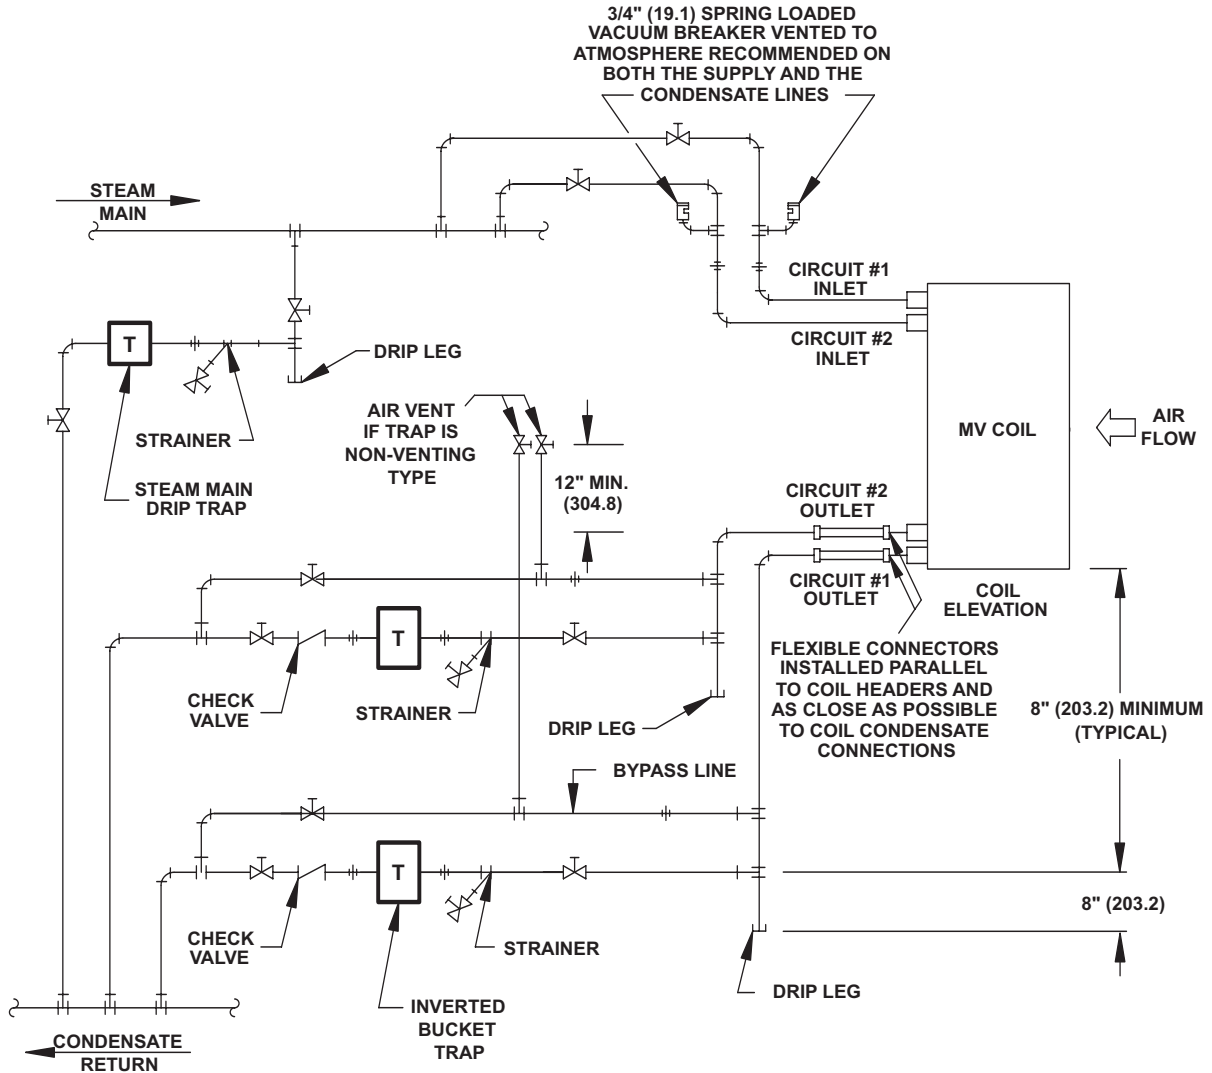 3/4" (19.1) SPRING LOADED
VACUUM BREAKER VENTED TO
ATMOSPHERE RECOMMENDED ON
BOTH THE SUPPLY AND THE
CONDENSATE LINES
STEAM
MAIN
CIRCUIT #1
INLET
CIRCUIT #2
INLET
T
DRIP LEG
STRAINER
STEAM MAIN
DRIP TRAP
AIR VENT
IF TRAP IS
NON-VENTING
TYPE
12" MIN.
(304.8)
MV COIL
AIR
FLOW
CIRCUIT #2
OUTLET
CIRCUIT #1
OUTLET
COIL
ELEVATION
T
CHECK
VALVE
STRAINER
DRIP LEG
FLEXIBLE CONNECTORS
INSTALLED PARALLEL
TO COIL HEADERS AND
AS CLOSE AS POSSIBLE
TO COIL CONDENSATE
CONNECTIONS
8" (203.2) MINIMUM
(TYPICAL)
BYPASS LINE
T
CHECK
VALVE
STRAINER
8" (203.2)
DRIP LEG
INVERTED
BUCKET
TRAP
CONDENSATE
RETURN